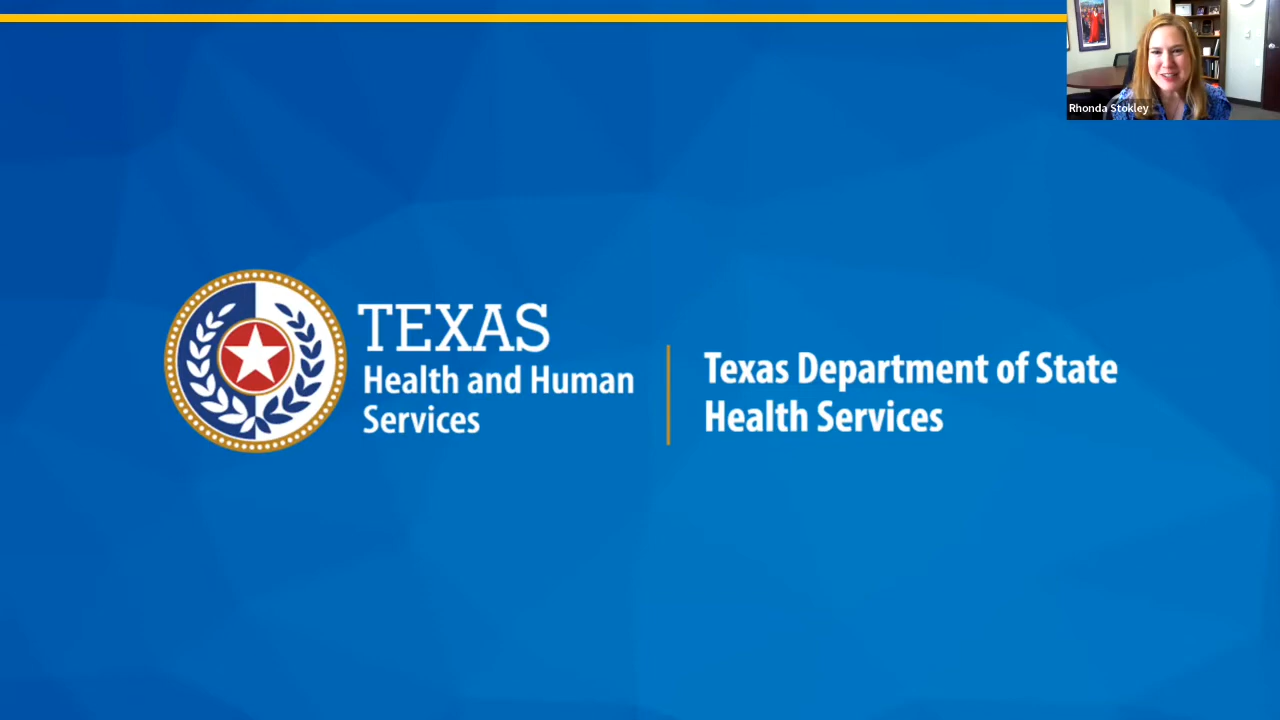 Rhonda Stokley
TEXAS
Health and Human
Services
Texas Department of State
Health Services